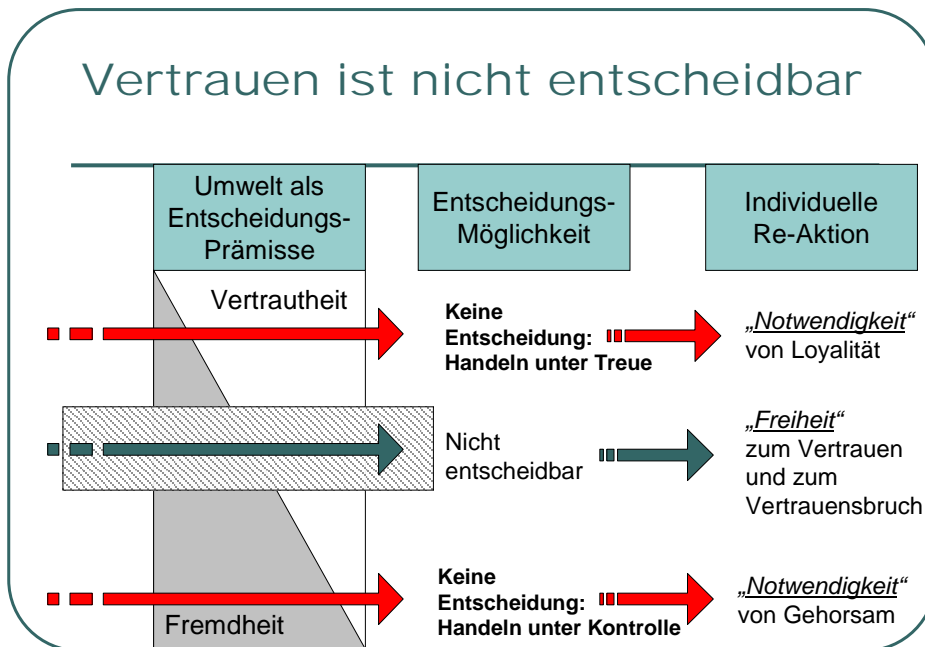 Vertrauen ist nicht entscheidbar
Umwelt als
Entscheidungs-
Prämisse
Entscheidungs-
Möglichkeit
Individuelle
Re-Aktion
Vertrautheit
Keine
Entscheidung:
Handeln unter Treue
„Notwendigkeit“
von Loyalität
Nicht
entscheidbar
„Freiheit“
zum Vertrauen
und zum
Vertrauensbruch
Fremdheit
Keine
Entscheidung:
Handeln unter Kontrolle
„Notwendigkeit“
von Gehorsam